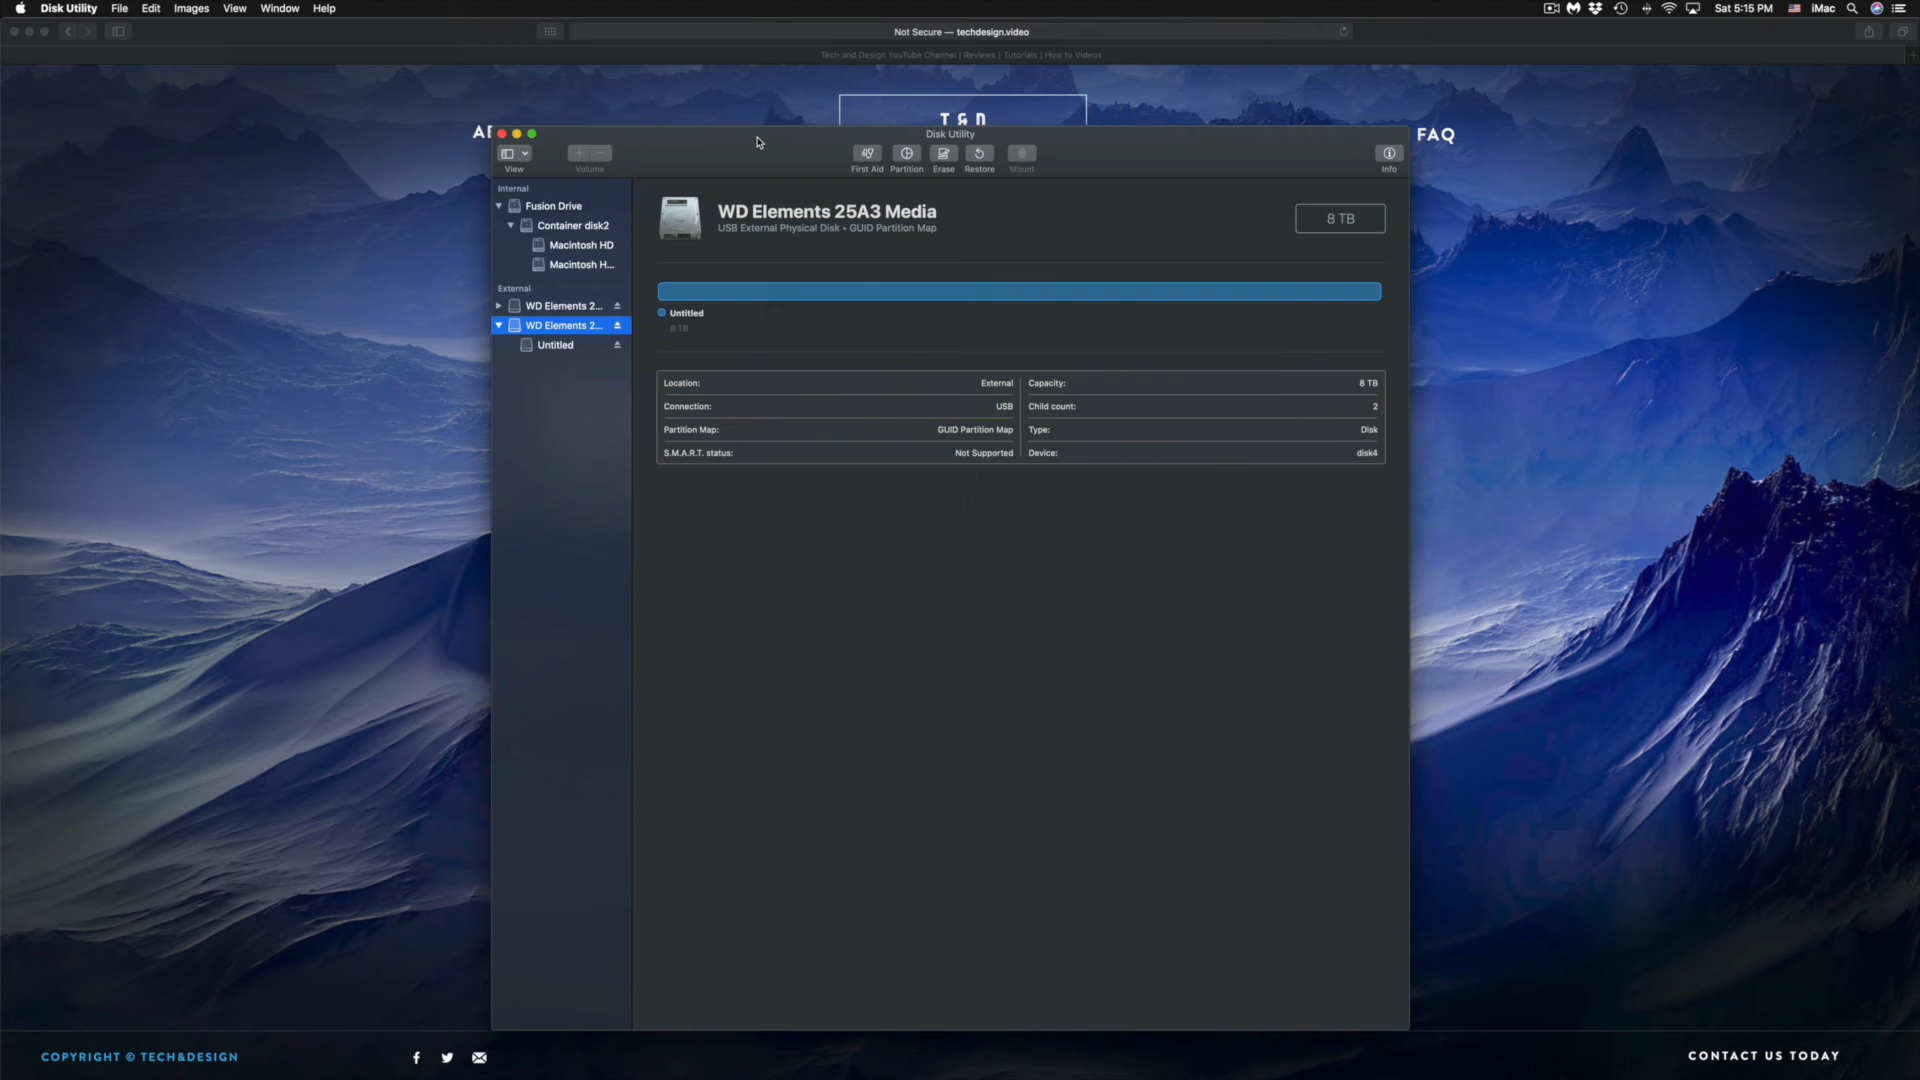 Disk Utility File Edit Images View Window Help Sat 5:15 PM iMac
Not Secure — techdesign.video
Tech and Design YouTube Channel | Reviews | Tutorials | How to Videos
T & D
FAQ
Disk Utility
View Volume First Aid Partition Erase Restore Mount Info
Internal
Fusion Drive
Container disk2
Macintosh HD
Macintosh H...
External
WD Elements 2...
WD Elements 2...
Untitled
WD Elements 25A3 Media
USB External Physical Disk • GUID Partition Map
8 TB
Untitled
8 TB
Location: External Capacity: 8 TB
Connection: USB Child count: 2
Partition Map: GUID Partition Map Type: Disk
S.M.A.R.T. status: Not Supported Device: disk4
COPYRIGHT © TECH&DESIGN
CONTACT US TODAY